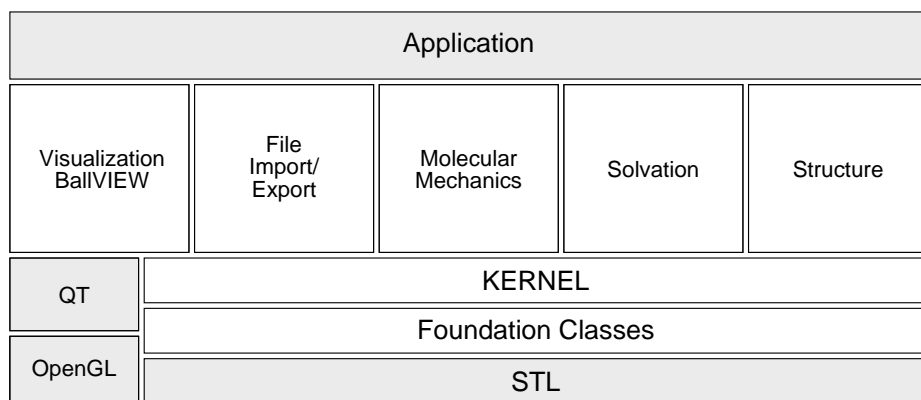 Application
Visualization
BallVIEW
File
Import/
Export
Molecular
Mechanics
Solvation
Structure
QT
KERNEL
Foundation Classes
OpenGL
STL